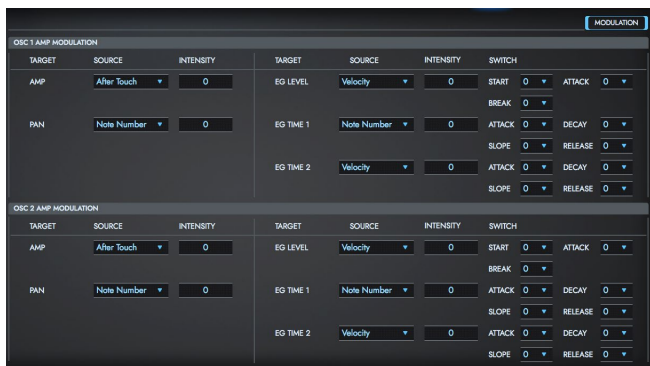 MODULATION
OSC 1 AMP MODULATION
TARGET SOURCE INTENSITY TARGET SOURCE INTENSITY SWITCH
AMP After Touch 0 EG LEVEL Velocity 0 START 0 ATTACK 0
BREAK 0
PAN Note Number 0 EG TIME 1 Note Number 0 ATTACK 0 DECAY 0
SLOPE 0 RELEASE 0
EG TIME 2 Velocity 0 ATTACK 0 DECAY 0
SLOPE 0 RELEASE 0
OSC 2 AMP MODULATION
TARGET SOURCE INTENSITY TARGET SOURCE INTENSITY SWITCH
AMP After Touch 0 EG LEVEL Velocity 0 START 0 ATTACK 0
BREAK 0
PAN Note Number 0 EG TIME 1 Note Number 0 ATTACK 0 DECAY 0
SLOPE 0 RELEASE 0
EG TIME 2 Velocity 0 ATTACK 0 DECAY 0
SLOPE 0 RELEASE 0